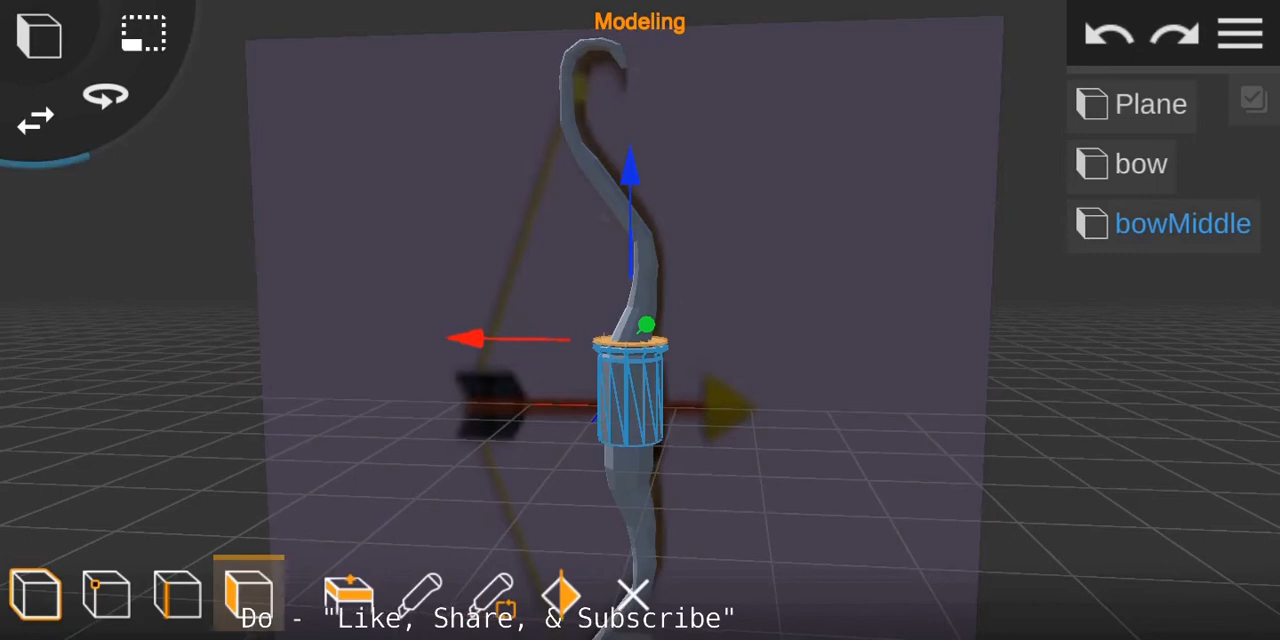 Modeling
Plane
bow
bowMiddle
Do - "Like, Share, & Subscribe"